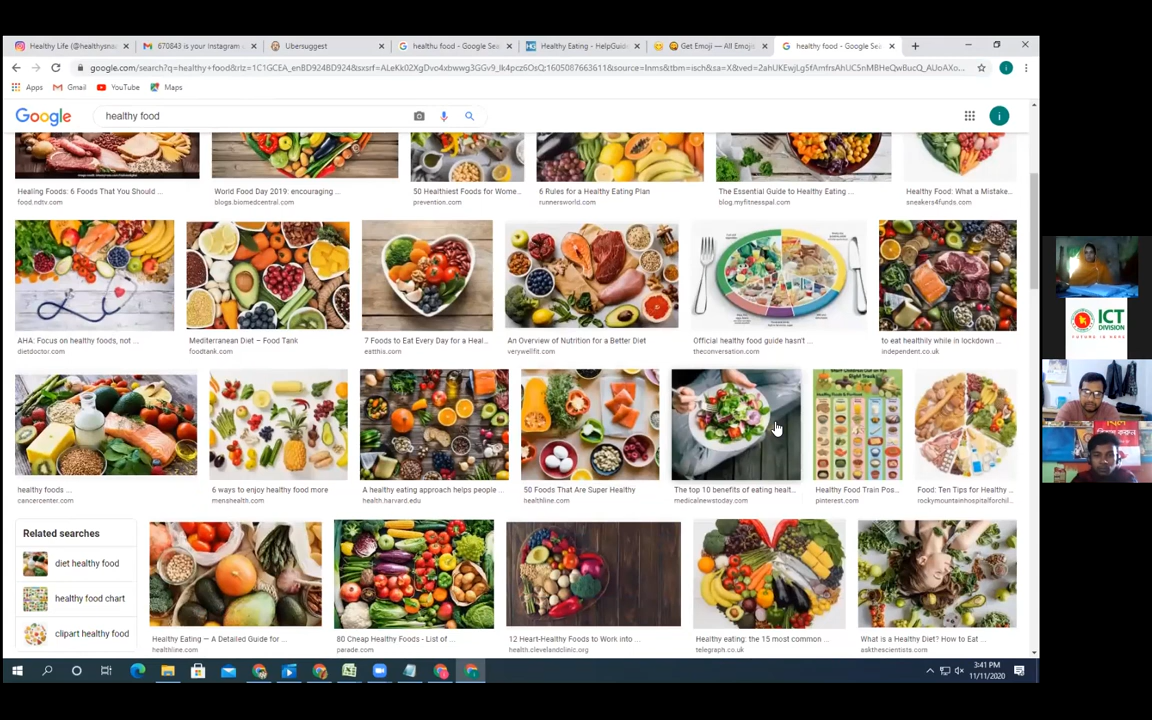 Healthy Life (@healthysna
670843 is your Instagram
Ubersuggest
healthu food - Google Sea
Healthy Eating - HelpGuid
Get Emoji — All Emojis
healthy food - Google Sea
Apps
Gmail
YouTube
Maps
Google
healthy food
i
Healing Foods: 6 Foods That You Should ...
food.ndtv.com
World Food Day 2019: encouraging ...
blogs.biomedcentral.com
50 Healthiest Foods for Wome...
prevention.com
6 Rules for a Healthy Eating Plan
runnersworld.com
The Essential Guide to Healthy Eating ...
blog.myfitnesspal.com
Healthy Food: What a Mistake...
sneakers4funds.com
AHA: Focus on healthy foods, not ...
dietdoctor.com
Mediterranean Diet – Food Tank
foodtank.com
7 Foods to Eat Every Day for a Heal...
eatthis.com
An Overview of Nutrition for a Better Diet
verywellfit.com
Official healthy food guide hasn't ...
theconversation.com
to eat healthily while in lockdown ...
independent.co.uk
ICT
DIVISION
FUTURE IS HERE
healthy foods ...
cancercenter.com
6 ways to enjoy healthy food more
menshealth.com
A healthy eating approach helps people ...
health.harvard.edu
50 Foods That Are Super Healthy
healthline.com
The top 10 benefits of eating healt...
medicalnewstoday.com
Healthy Food Train Pos...
pinterest.com
Food: Ten Tips for Healthy ...
rockymountainhospitalforchil...
Related searches
diet healthy food
healthy food chart
clipart healthy food
Healthy Eating — A Detailed Guide for ...
healthline.com
80 Cheap Healthy Foods - List of ...
parade.com
12 Heart-Healthy Foods to Work into ...
health.clevelandclinic.org
Healthy eating: the 15 most common ...
telegraph.co.uk
What is a Healthy Diet? How to Eat ...
askthescientists.com
3:41 PM
11/11/2020